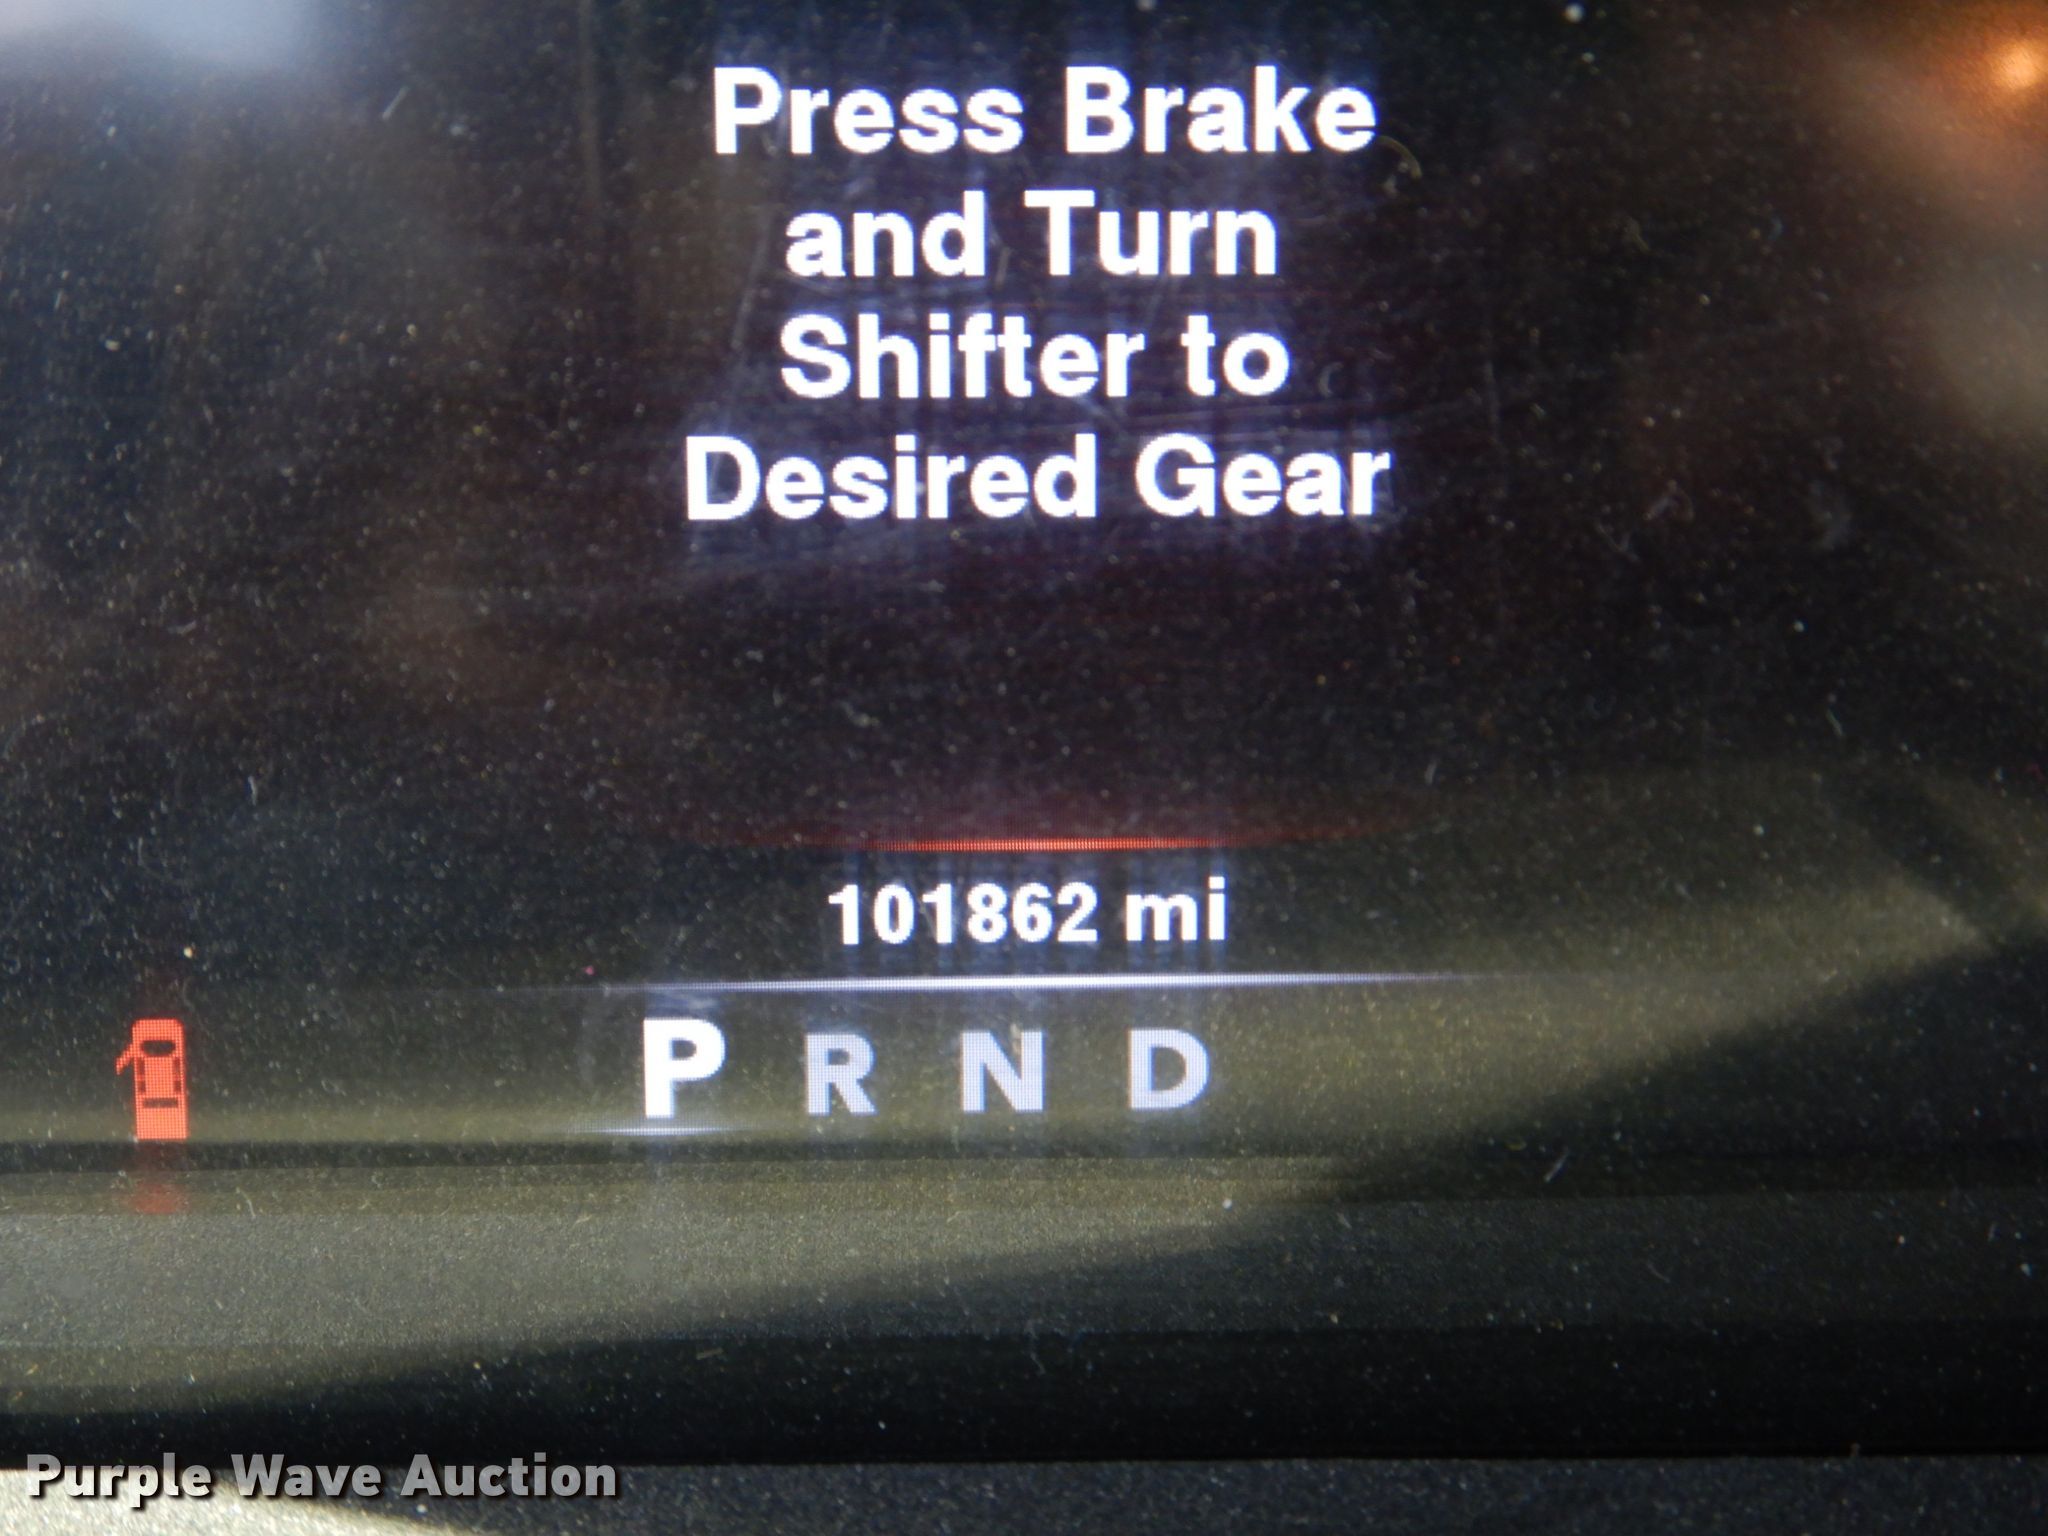 Press Brake
and Turn
Shifter to
Desired Gear
101862 mi
P R N D
Purple Wave Auction